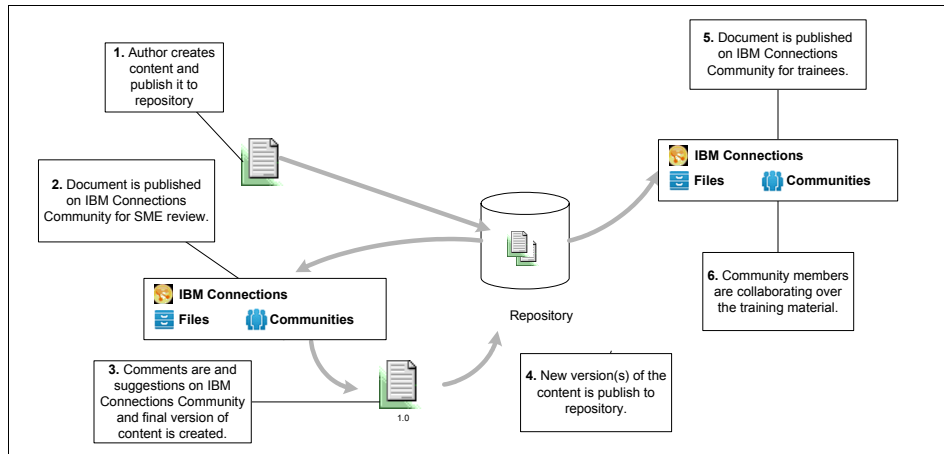 1. Author creates
content and
publish it to
repository
2. Document is published
on IBM Connections
Community for SME review.
IBM Connections
Files Communities
3. Comments are and
suggestions on IBM
Connections Community
and final version of
content is created.
1.0
Repository
4. New version(s) of the
content is publish to
repository.
5. Document is published
on IBM Connections
Community for trainees.
IBM Connections
Files Communities
6. Community members
are collaborating over
the training material.